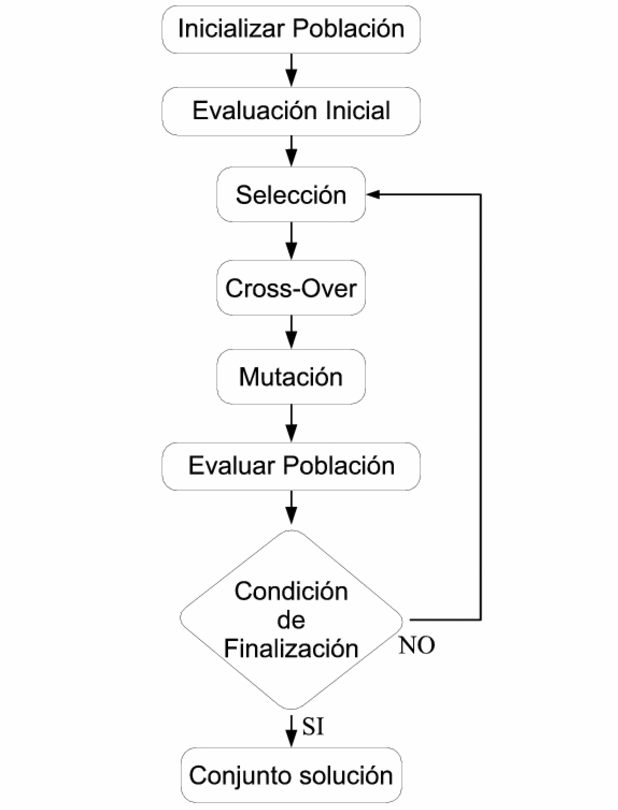 Inicializar Población
Evaluación Inicial
Selección
Cross-Over
Mutación
Evaluar Población
Condición
de
Finalización
NO
SI
Conjunto solución